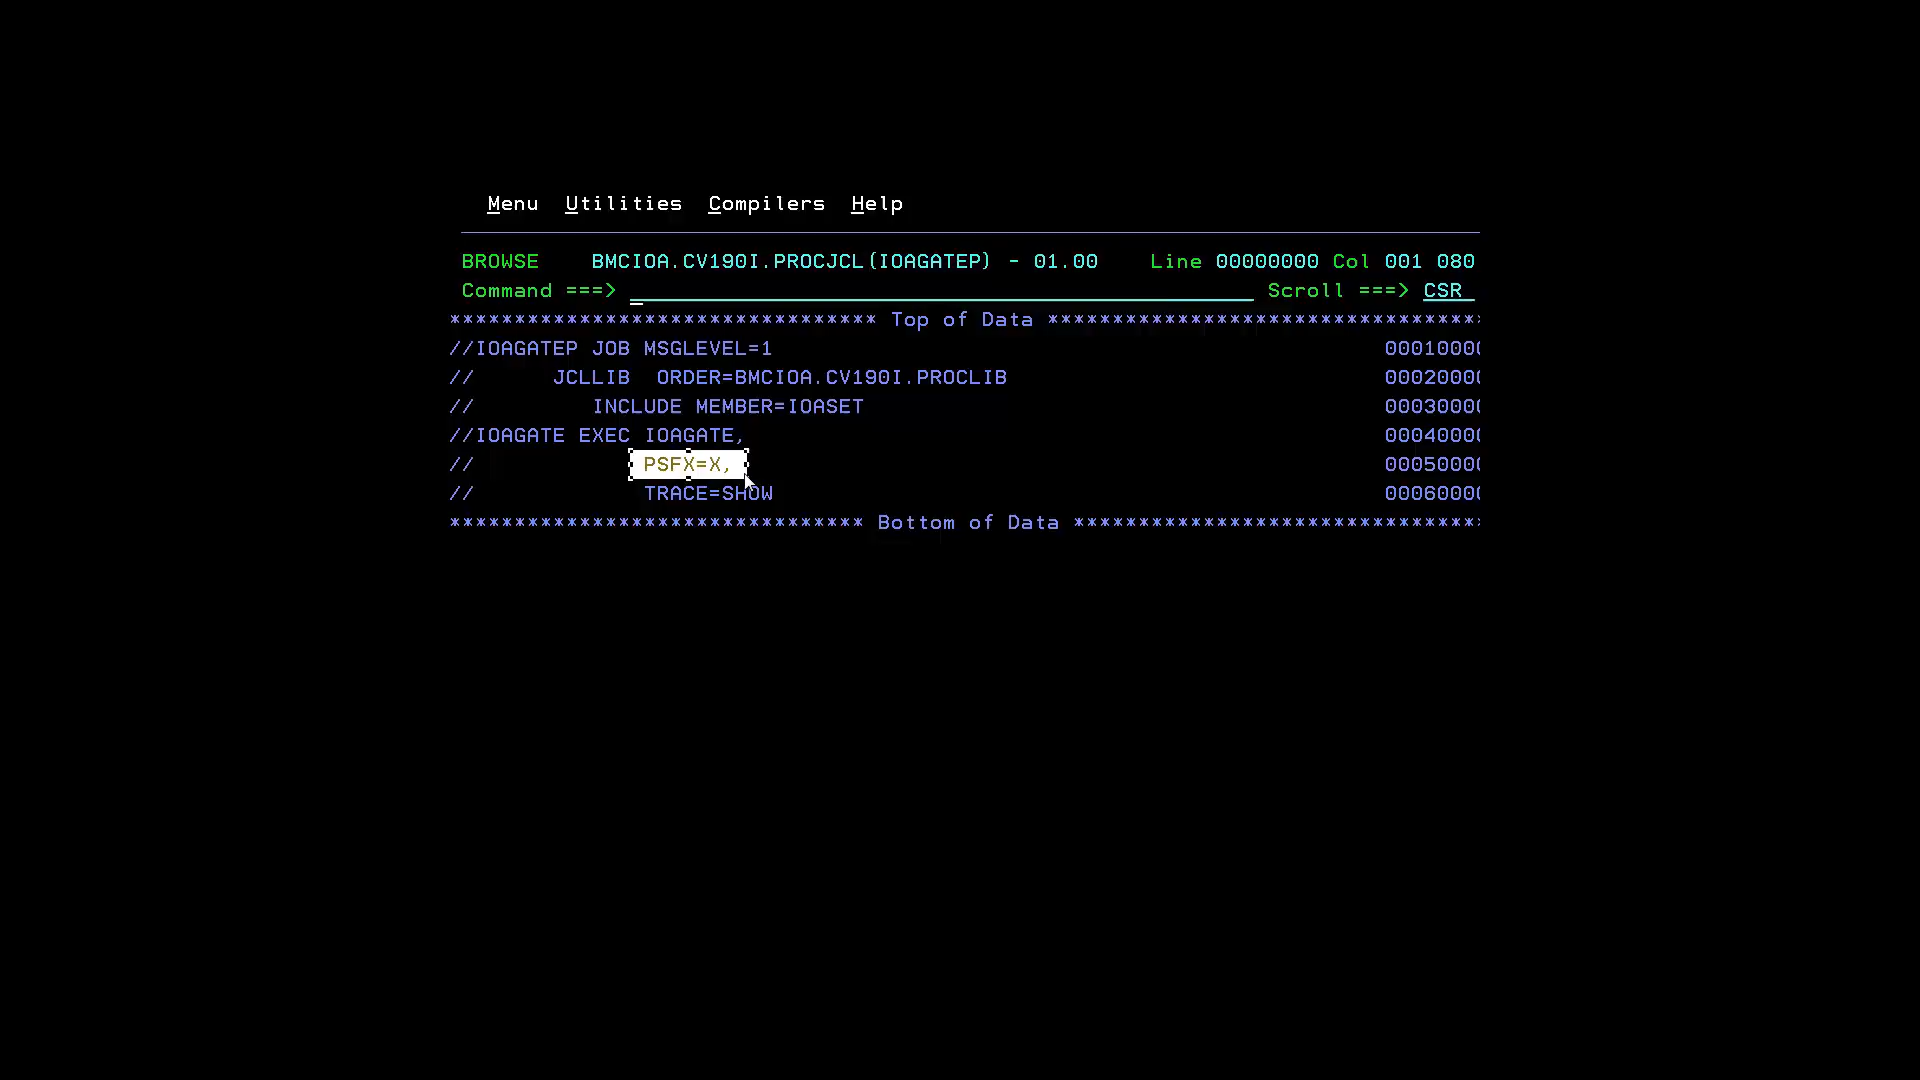 Menu  Utilities  Compilers  Help
BROWSE    BMCIOA.CV190I.PROCJCL(IOAGATEP) - 01.00    Line 00000000 Col 001 080
Command ===>                                                  Scroll ===> CSR
********************************* Top of Data **********************************
//IOAGATEP JOB MSGLEVEL=1                                               00010000
//      JCLLIB  ORDER=BMCIOA.CV190I.PROCLIB                             00020000
//         INCLUDE MEMBER=IOASET                                        00030000
//IOAGATE EXEC IOAGATE,                                                 00040000
//             PSFX=X,                                                  00050000
//             TRACE=SHOW                                               00060000
******************************** Bottom of Data ********************************